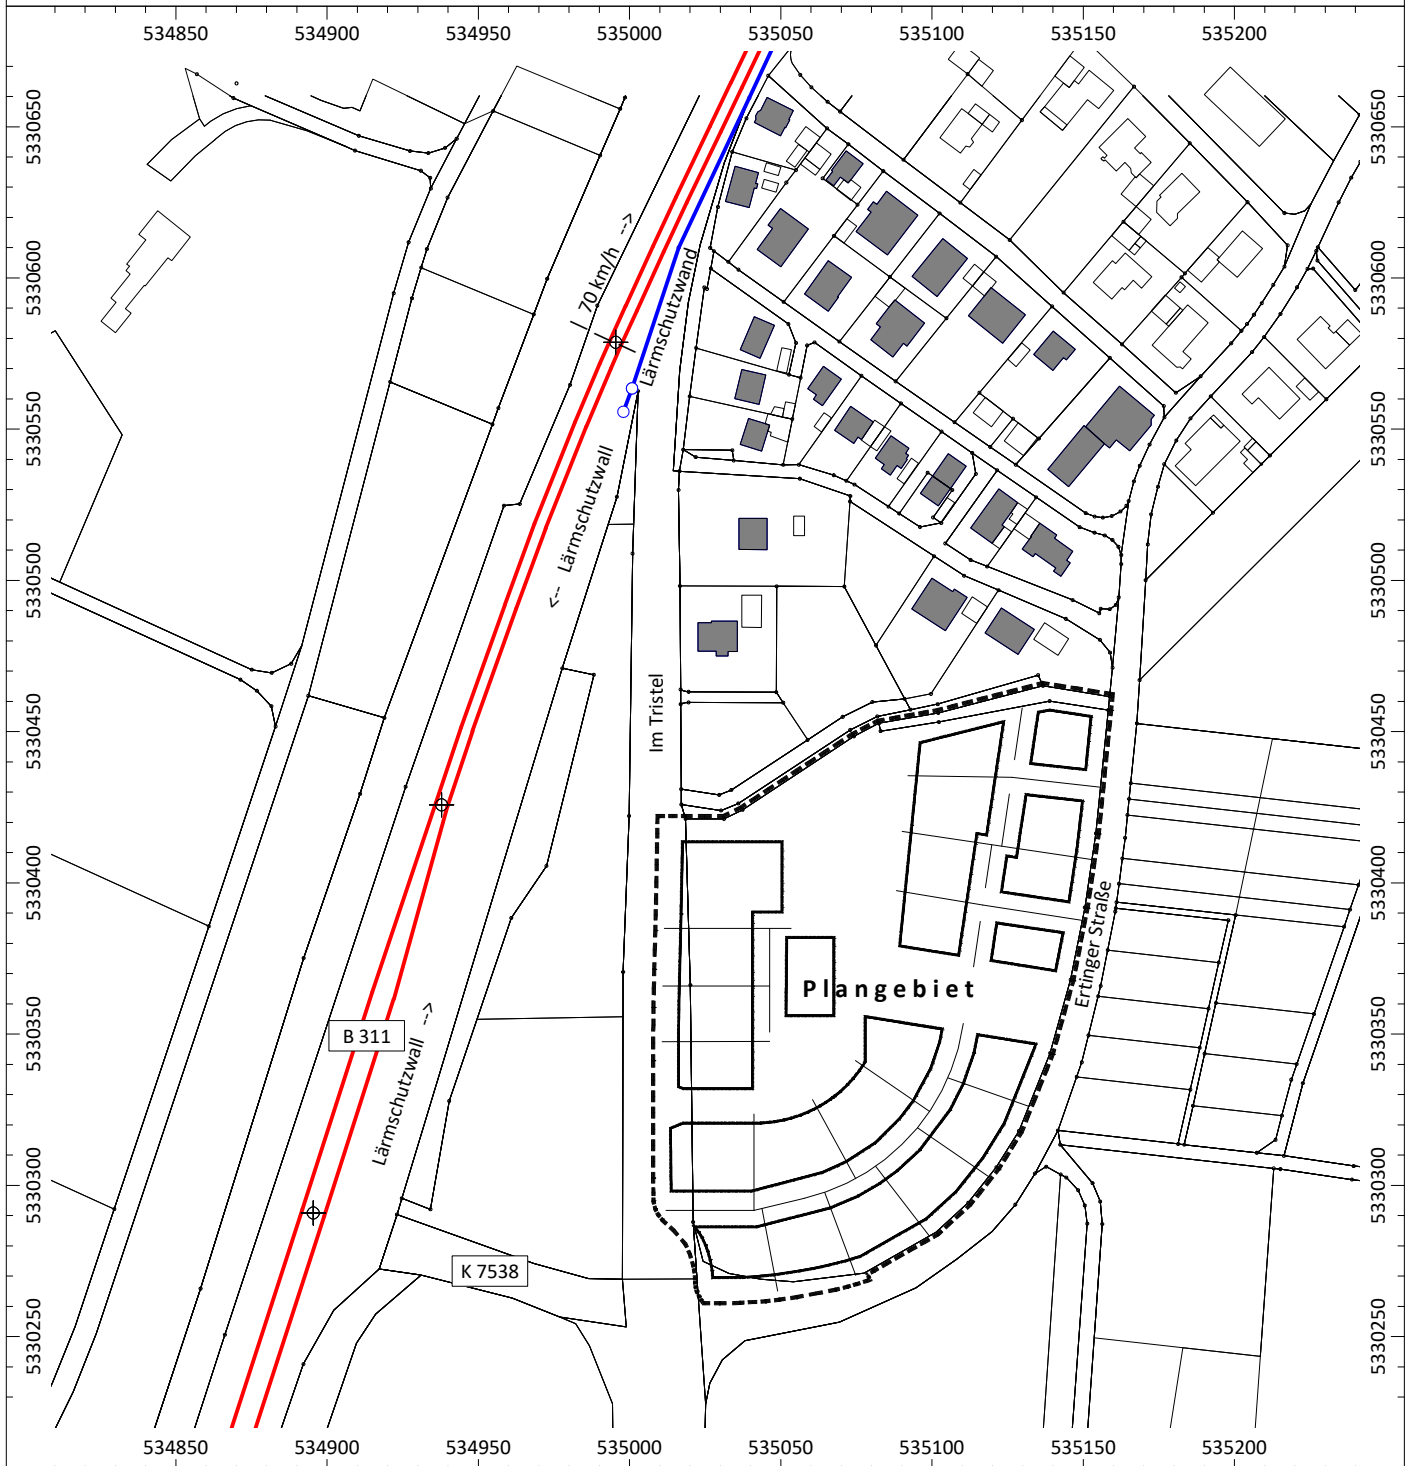 534850 534900 534950 535000 535050 535100 535150 535200
5330650 5330650
5330600 5330600
70 km/h -->
Lärmschutzwand
5330550 5330550
<-- Lärmschutzwall
5330500 5330500
Im Tristel
5330450 5330450
5330400 5330400
Ertinger Straße
Plangebiet
5330350 5330350
B 311
Lärmschutzwall -->
5330300 5330300
K 7538
5330250 5330250
534850 534900 534950 535000 535050 535100 535150 535200